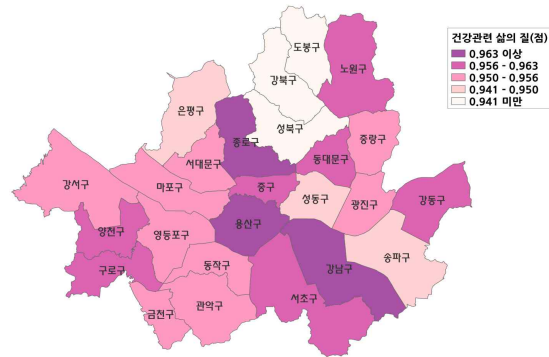 건강관련 삶의 질(점)
0.963 이상
0.956 - 0.963
0.950 - 0.956
0.941 - 0.950
0.941 미만
도봉구
노원구
강북구
은평구
성북구
종로구
중랑구
서대문구
동대문구
강서구
마포구
중구
성동구
광진구
강동구
양천구
영등포구
용산구
강남구
송파구
구로구
동작구
서초구
금천구
관악구